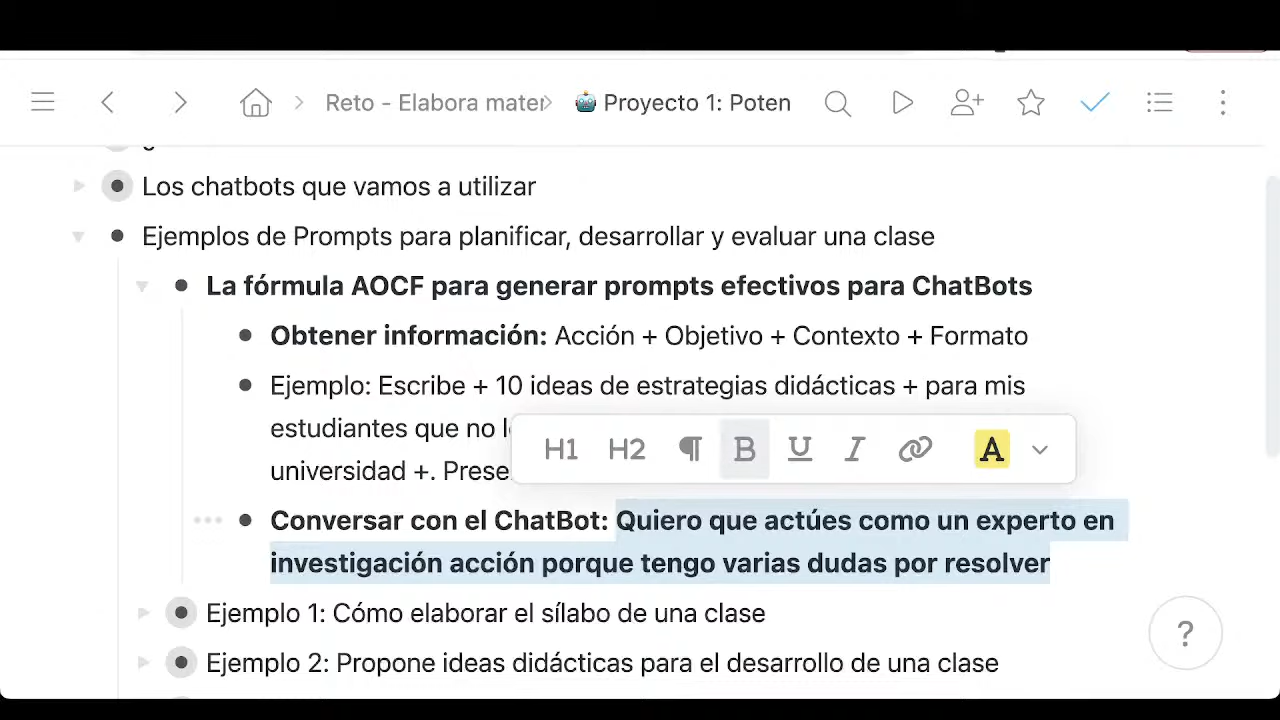 Reto - Elabora mater
Proyecto 1: Poten
Los chatbots que vamos a utilizar
Ejemplos de Prompts para planificar, desarrollar y evaluar una clase
La fórmula AOCF para generar prompts efectivos para ChatBots
Obtener información: Acción + Objetivo + Contexto + Formato
Ejemplo: Escribe + 10 ideas de estrategias didácticas + para mis
estudiantes que no
H1 H2 ¶ B U I A
universidad +. Prese
Conversar con el ChatBot: Quiero que actúes como un experto en
investigación acción porque tengo varias dudas por resolver
Ejemplo 1: Cómo elaborar el sílabo de una clase
?
Ejemplo 2: Propone ideas didácticas para el desarrollo de una clase